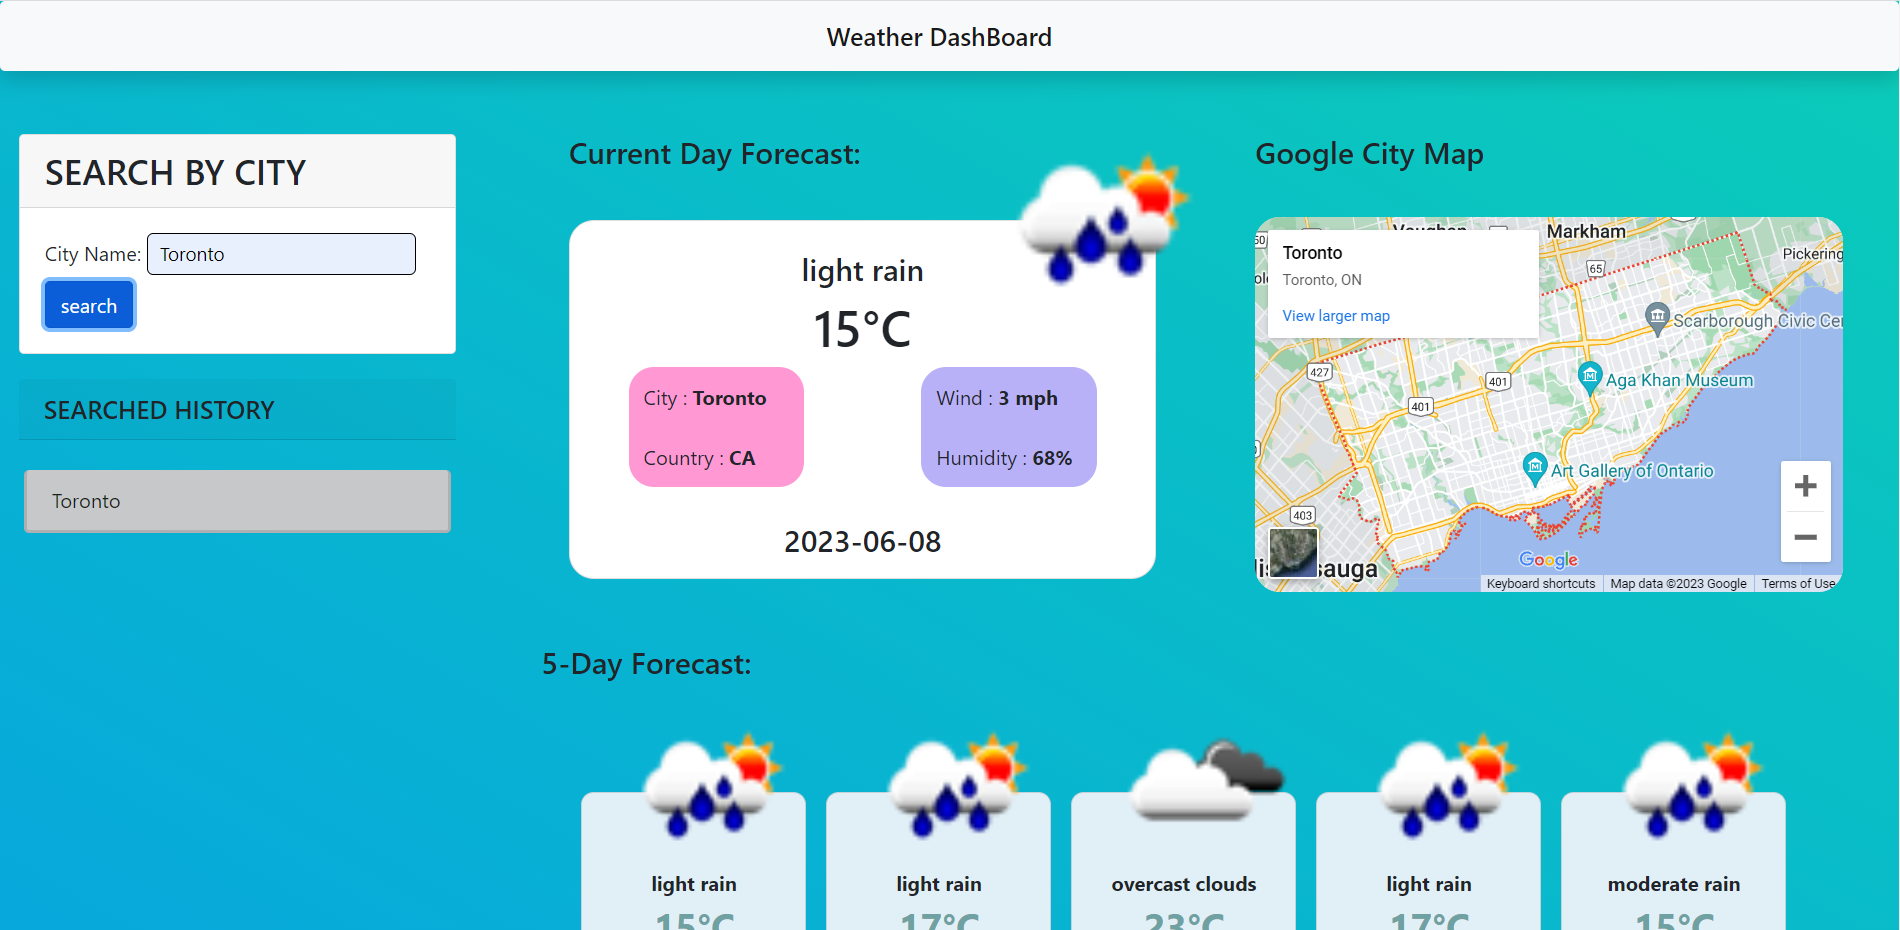 Weather DashBoard
SEARCH BY CITY
City Name: Toronto
search
SEARCHED HISTORY
Toronto
Current Day Forecast:
light rain
15°C
City : Toronto
Country : CA
Wind : 3 mph
Humidity : 68%
2023-06-08
Google City Map
Toronto
Toronto, ON
View larger map
Markham
65
Pickering
Scarborough Civic Cen
427
401
Aga Khan Museum
401
Art Gallery of Ontario
403
sauga
Google
Keyboard shortcuts
Map data ©2023 Google
Terms of Use
5-Day Forecast:
light rain
15°C
light rain
17°C
overcast clouds
23°C
light rain
17°C
moderate rain
15°C